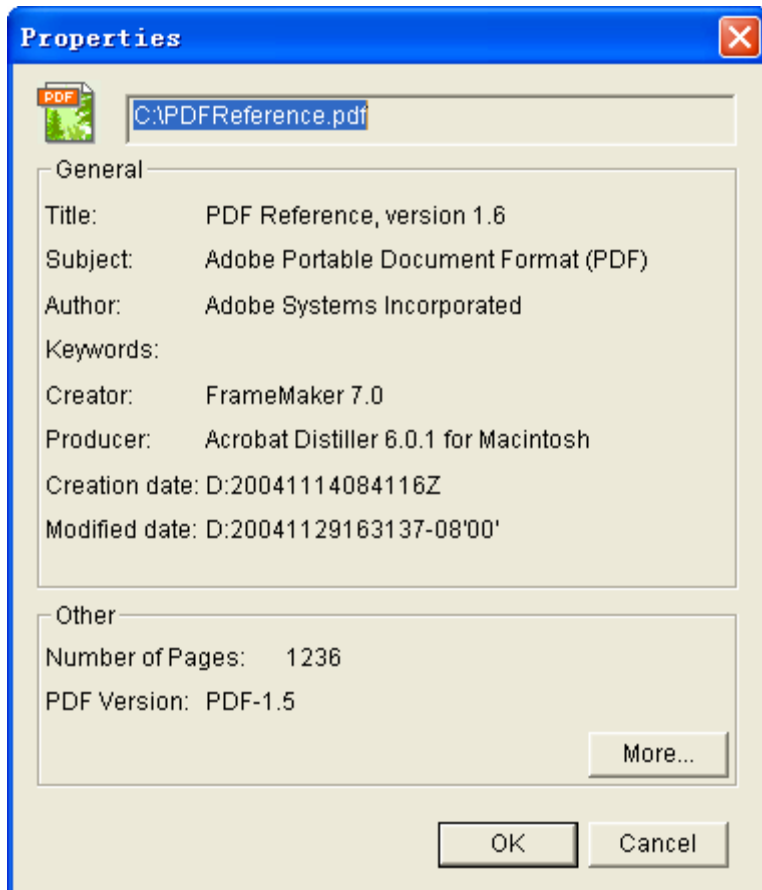 Properties
PDF
C:\PDFReference.pdf
General
Title: PDF Reference, version 1.6
Subject: Adobe Portable Document Format (PDF)
Author: Adobe Systems Incorporated
Keywords:
Creator: FrameMaker 7.0
Producer: Acrobat Distiller 6.0.1 for Macintosh
Creation date: D:20041114084116Z
Modified date: D:20041129163137-08'00'
Other
Number of Pages: 1236
PDF Version: PDF-1.5
More...
OK Cancel